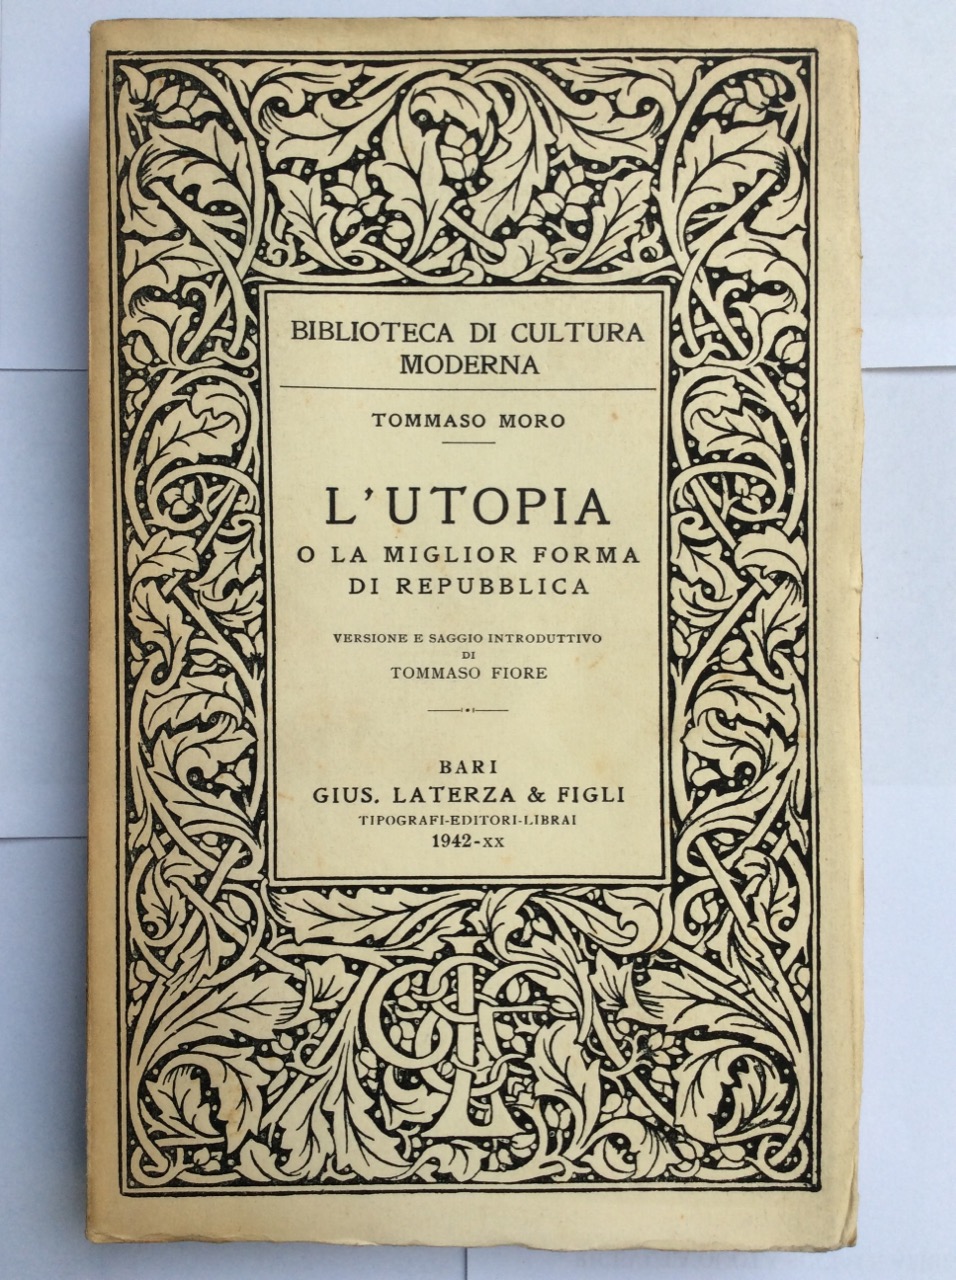 BIBLIOTECA DI CULTURA
MODERNA
TOMMASO MORO
L'UTOPIA
O LA MIGLIOR FORMA
DI REPUBBLICA
VERSIONE E SAGGIO INTRODUTTIVO
DI
TOMMASO FIORE
BARI
GIUS. LATERZA & FIGLI
TIPOGRAFI-EDITORI-LIBRAI
1942-XX